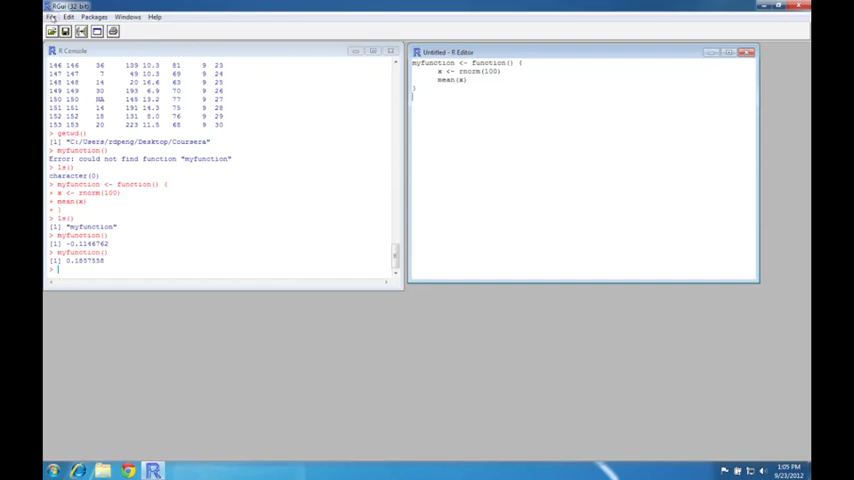 RGui (32-bit)
File Edit Packages Windows Help
R Console
146 146 36 139 10.3 81 9 23
147 147 7 49 10.3 69 9 24
148 148 14 20 16.6 63 9 25
149 149 30 193 6.9 70 9 26
150 150 NA 145 13.2 77 9 27
151 151 14 191 14.3 75 9 28
152 152 18 131 8.0 76 9 29
153 153 20 223 11.5 68 9 30
> getwd()
[1] "C:/Users/rdpeng/Desktop/Coursera"
> myfunction()
Error: could not find function "myfunction"
> ls()
character(0)
> myfunction <- function() {
+ x <- rnorm(100)
+ mean(x)
+ }
> ls()
[1] "myfunction"
> myfunction()
[1] -0.1146762
> myfunction()
[1] 0.1857558
>
Untitled - R Editor
myfunction <- function() {
x <- rnorm(100)
mean(x)
}
1:05 PM
9/23/2012